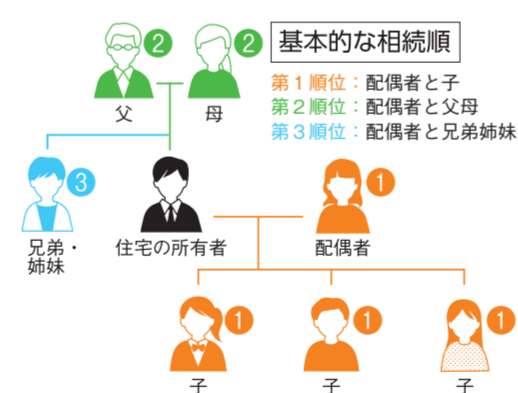 基本的な相続順
第1順位：配偶者と子
第2順位：配偶者と父母
第3順位：配偶者と兄弟姉妹
2
2
父
母
3
1
兄弟・
姉妹
住宅の所有者
配偶者
1
1
1
子
子
子